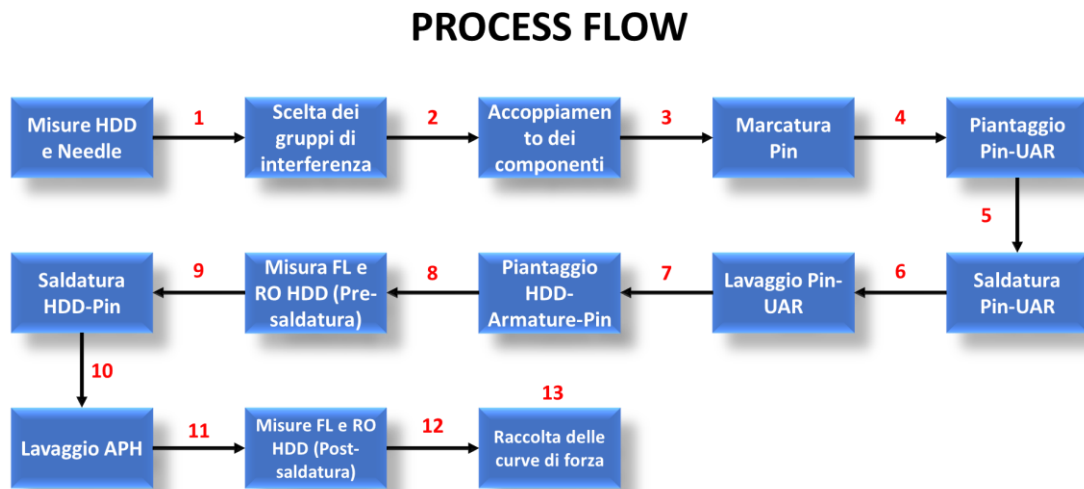 PROCESS FLOW
Misure HDD
e Needle
1
Scelta dei
gruppi di
interferenza
2
Accoppiame
nto dei
componenti
3
Marcatura
Pin
4
Piantaggio
Pin-UAR
5
Saldatura
Pin-UAR
6
Lavaggio Pin-
UAR
7
Piantaggio
HDD-
Armature-Pin
8
Misura FL e
RO HDD (Pre-
saldatura)
9
Saldatura
HDD-Pin
10
Lavaggio APH
11
Misure FL e RO
HDD (Post-
saldatura)
12
13
Raccolta delle
curve di forza